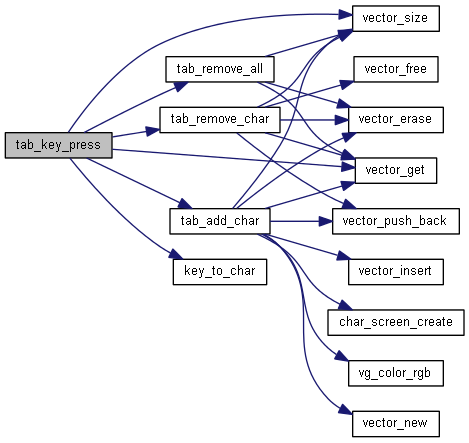 vector_size
tab_remove_all
vector_free
tab_remove_char
vector_erase
tab_key_press
vector_get
tab_add_char
vector_push_back
key_to_char
vector_insert
char_screen_create
vg_color_rgb
vector_new